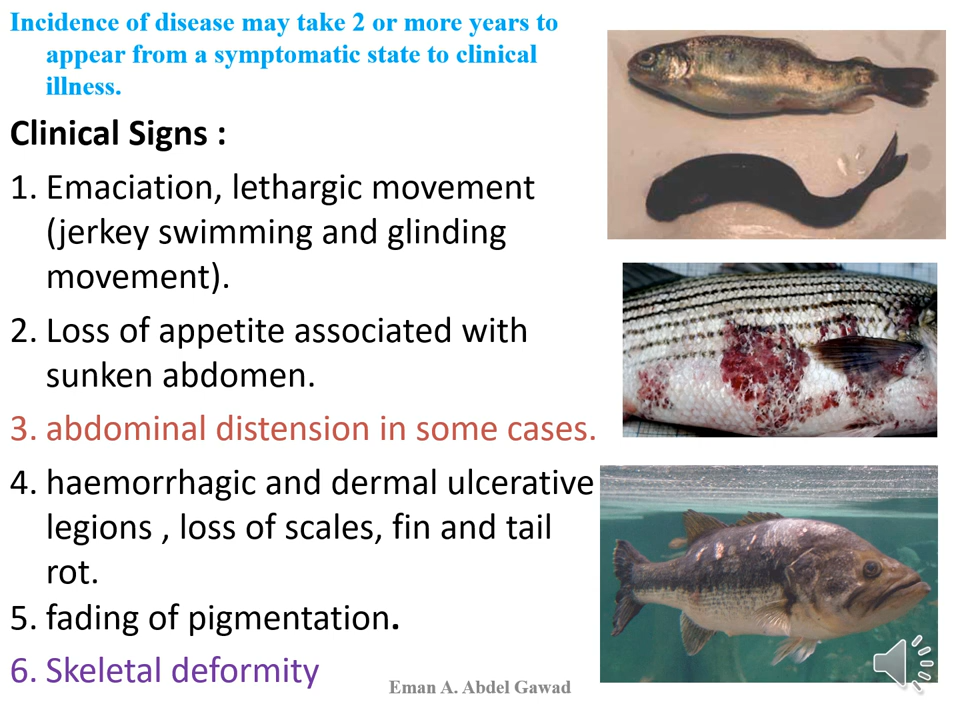 Incidence of disease may take 2 or more years to
appear from a symptomatic state to clinical
illness.
Clinical Signs :
1. Emaciation, lethargic movement
(jerkey swimming and glinding
movement).
2. Loss of appetite associated with
sunken abdomen.
3. abdominal distension in some cases.
4. haemorrhagic and dermal ulcerative
legions , loss of scales, fin and tail
rot.
5. fading of pigmentation.
6. Skeletal deformity
Eman A. Abdel Gawad